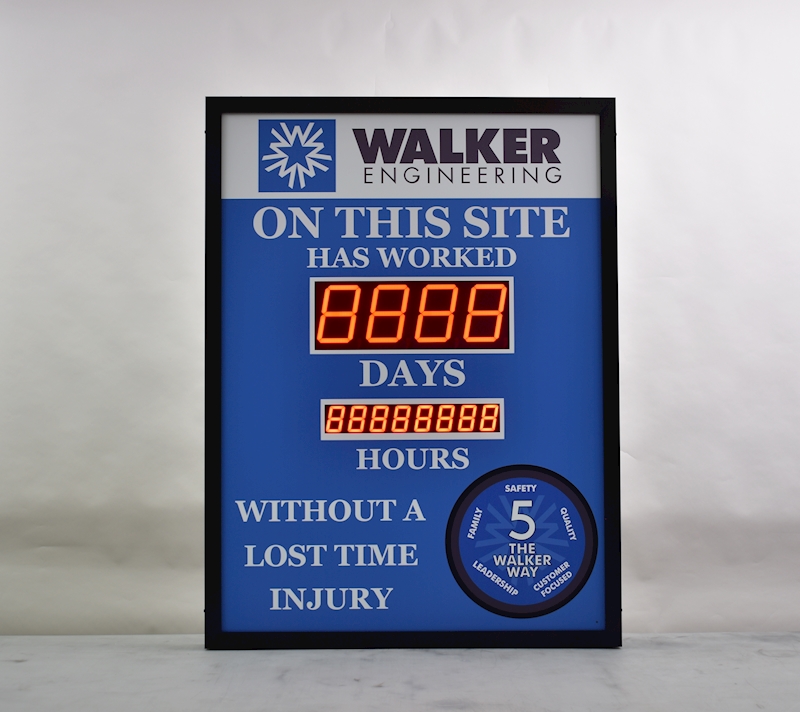 WALKER
ENGINEERING
ON THIS SITE
HAS WORKED
8888
DAYS
88888888
HOURS
WITHOUT A
LOST TIME
INJURY
SAFETY
FAMILY
QUALITY
5
THE
WALKER
WAY
LEADERSHIP
CUSTOMER
FOCUSED